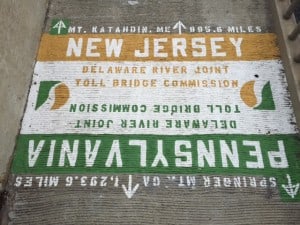 MT. KATAHDIN, ME 895.6 MILES
NEW JERSEY
DELAWARE RIVER JOINT
TOLL BRIDGE COMMISSION
DELAWARE RIVER JOINT
TOLL BRIDGE COMMISSION
PENNSYLVANIA
SPRINGER MT. GA 1,293.6 MILES